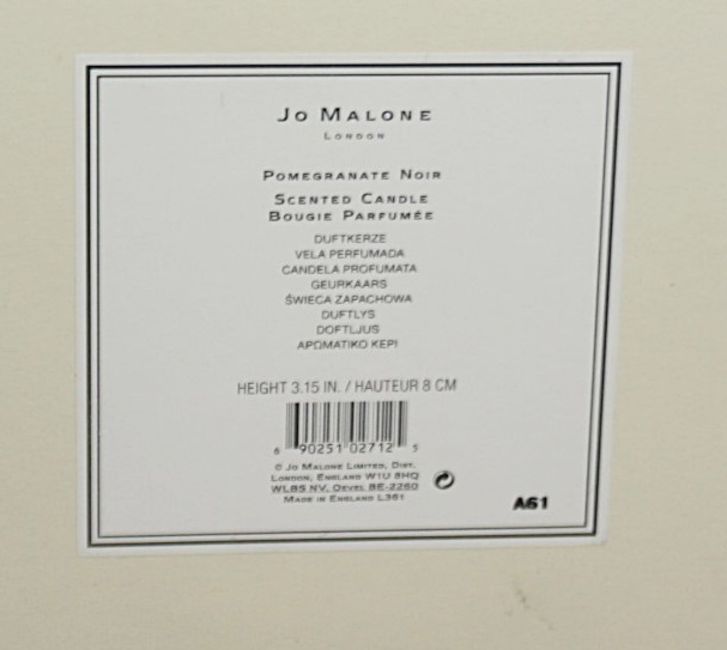 JO MALONE
LONDON
POMEGRANATE NOIR
SCENTED CANDLE
BOUGIE PARFUMÉE
DUFTKERZE
VELA PERFUMADA
CANDELA PROFUMATA
GEURKAARS
ŚWIECA ZAPACHOWA
DUFTLYS
DOFTLJUS
ΑΡΩΜΑΤΙΚΟ ΚΕΡΙ
HEIGHT 3.15 IN. / HAUTEUR 8 CM
6 90251 02712 5
© JO MALONE LIMITED, DIST.
LONDON, ENGLAND W1U 8HQ
WLBS NV. OEVEL BE-2260
MADE IN ENGLAND L361
A61